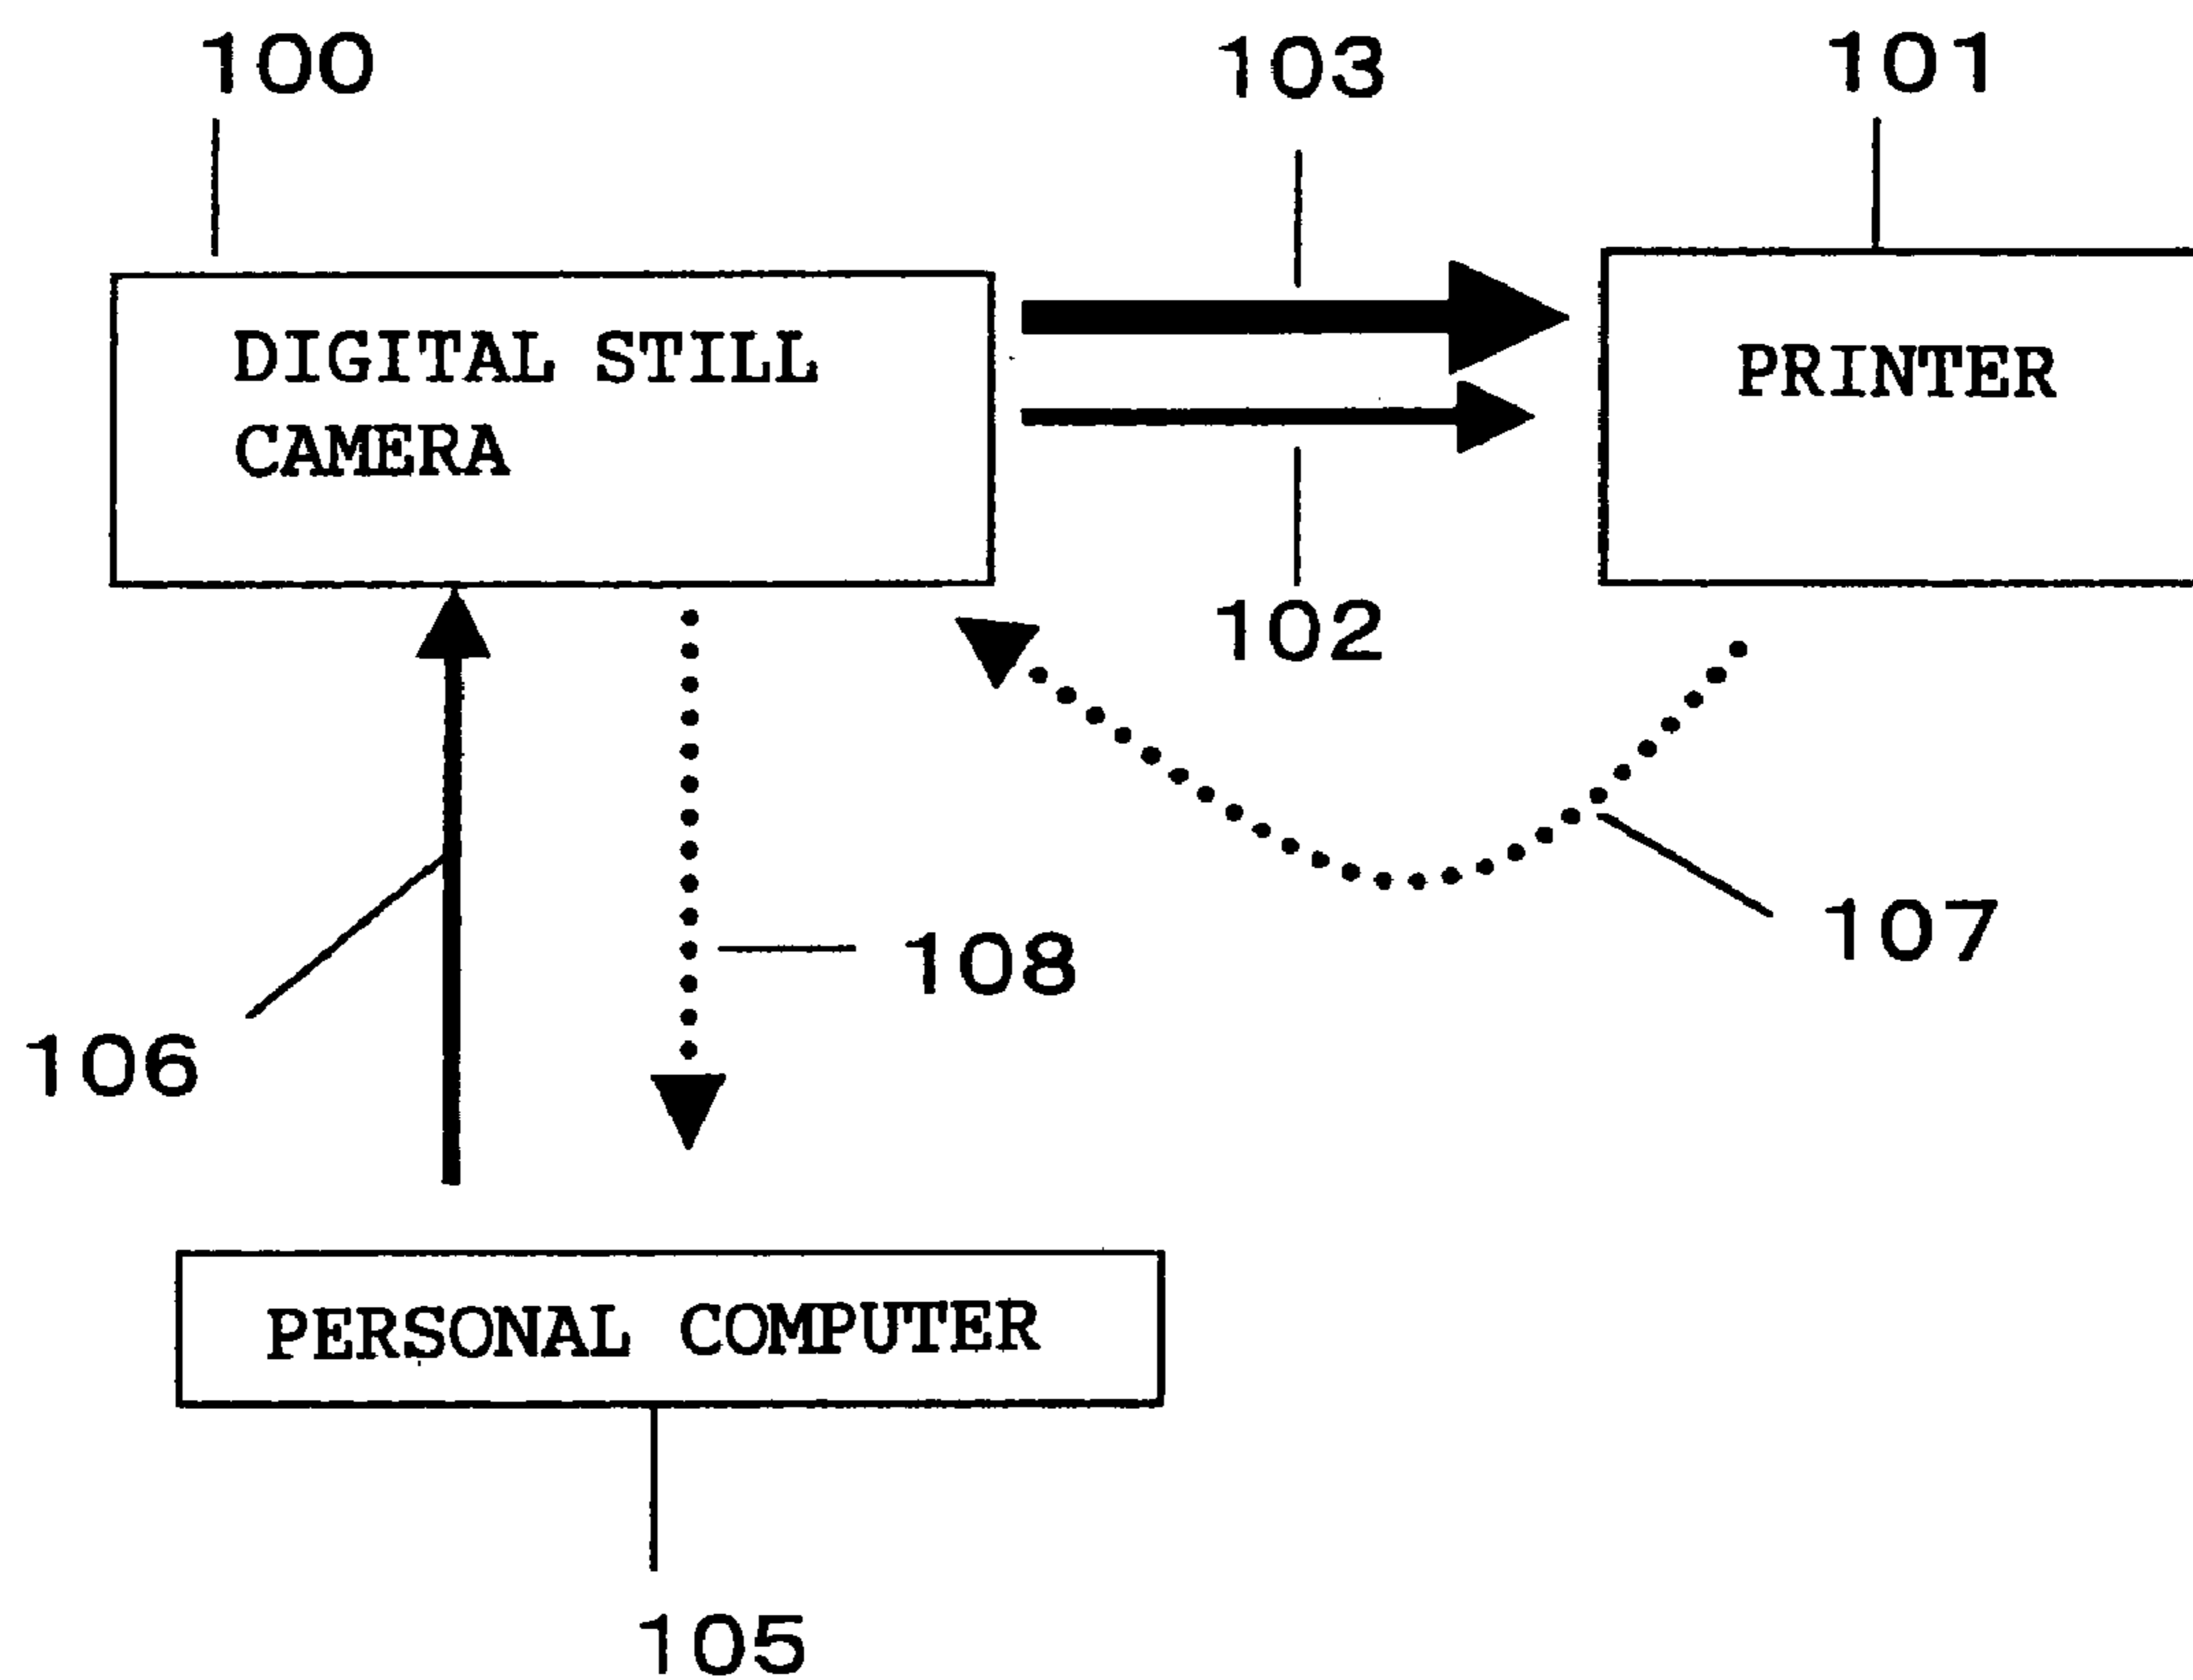 100
103
101
DIGITAL STILL
CAMERA
PRINTER
102
107
108
106
PERSONAL COMPUTER
105